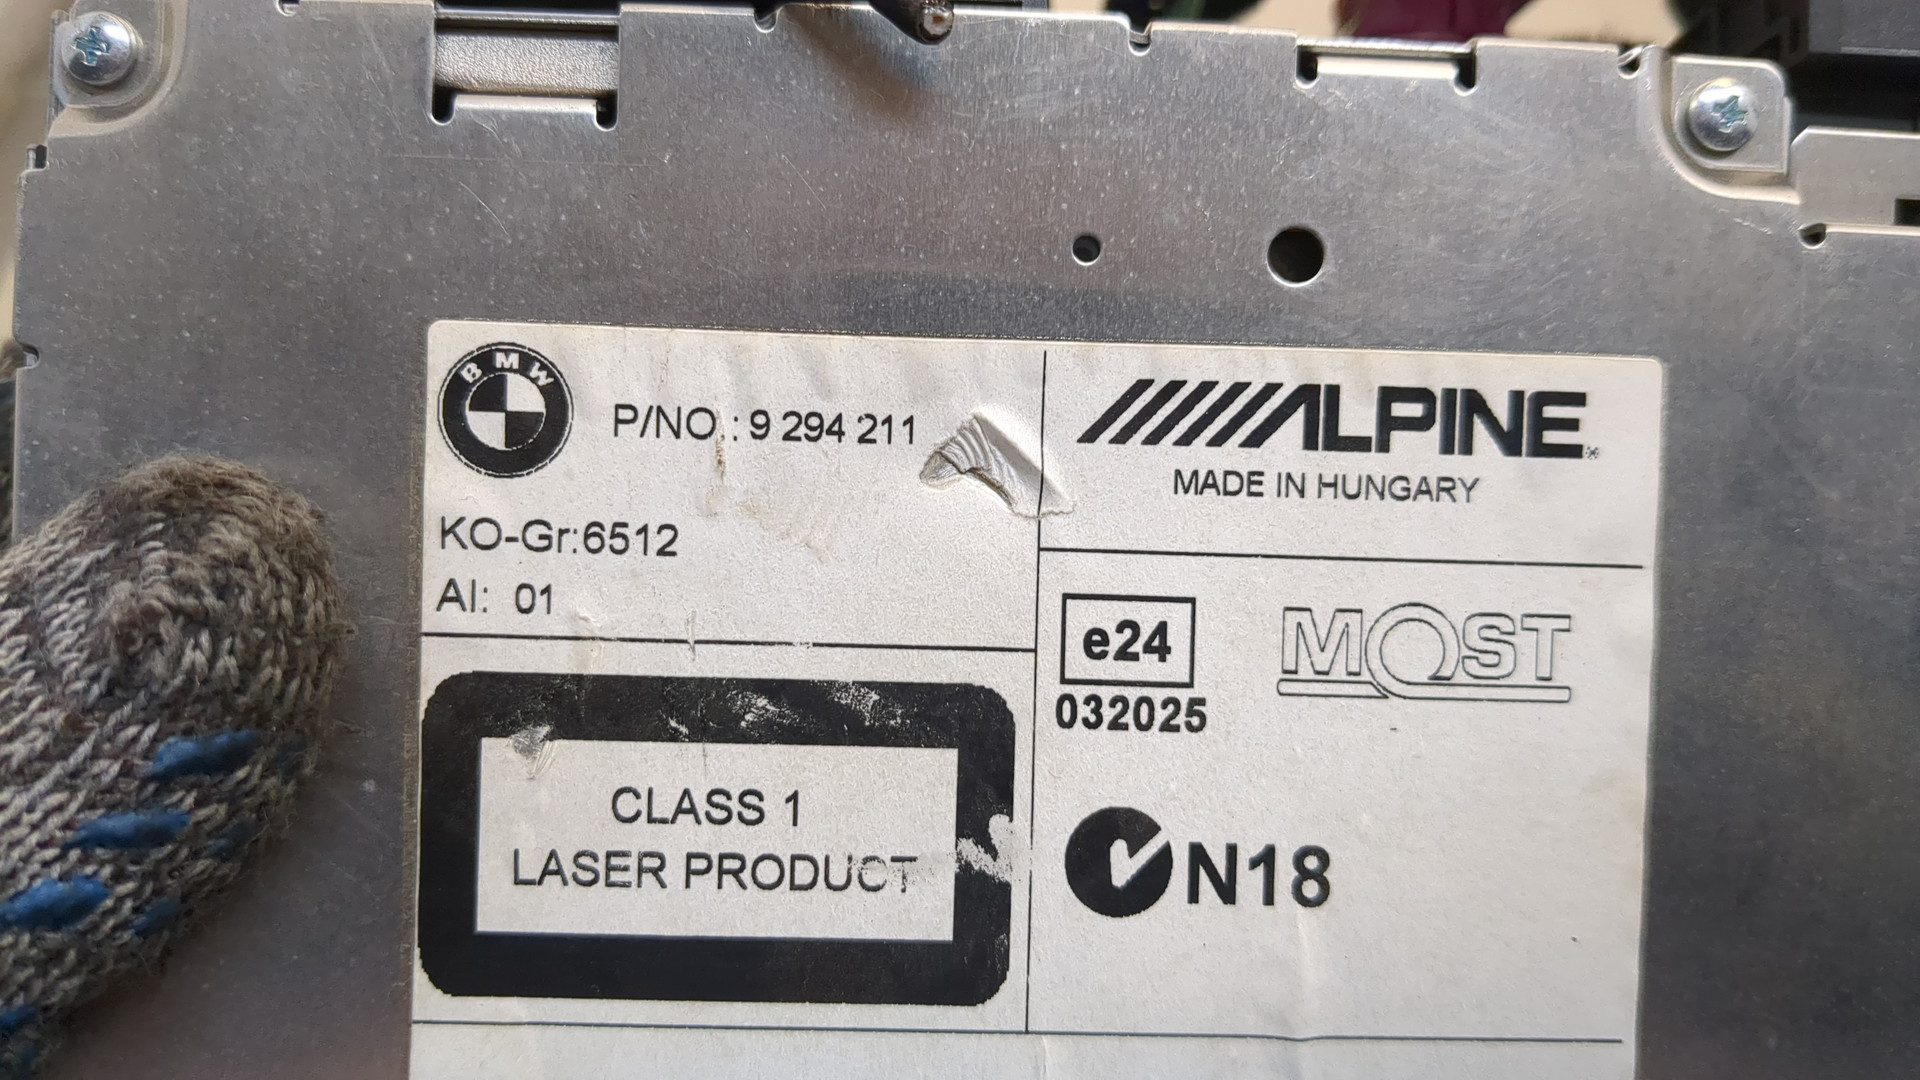 BMW
P/NO.: 9 294 211
KO-Gr:6512
AI: 01
ALPINE
MADE IN HUNGARY
e24
032025
MOST
CLASS 1
LASER PRODUCT
N18